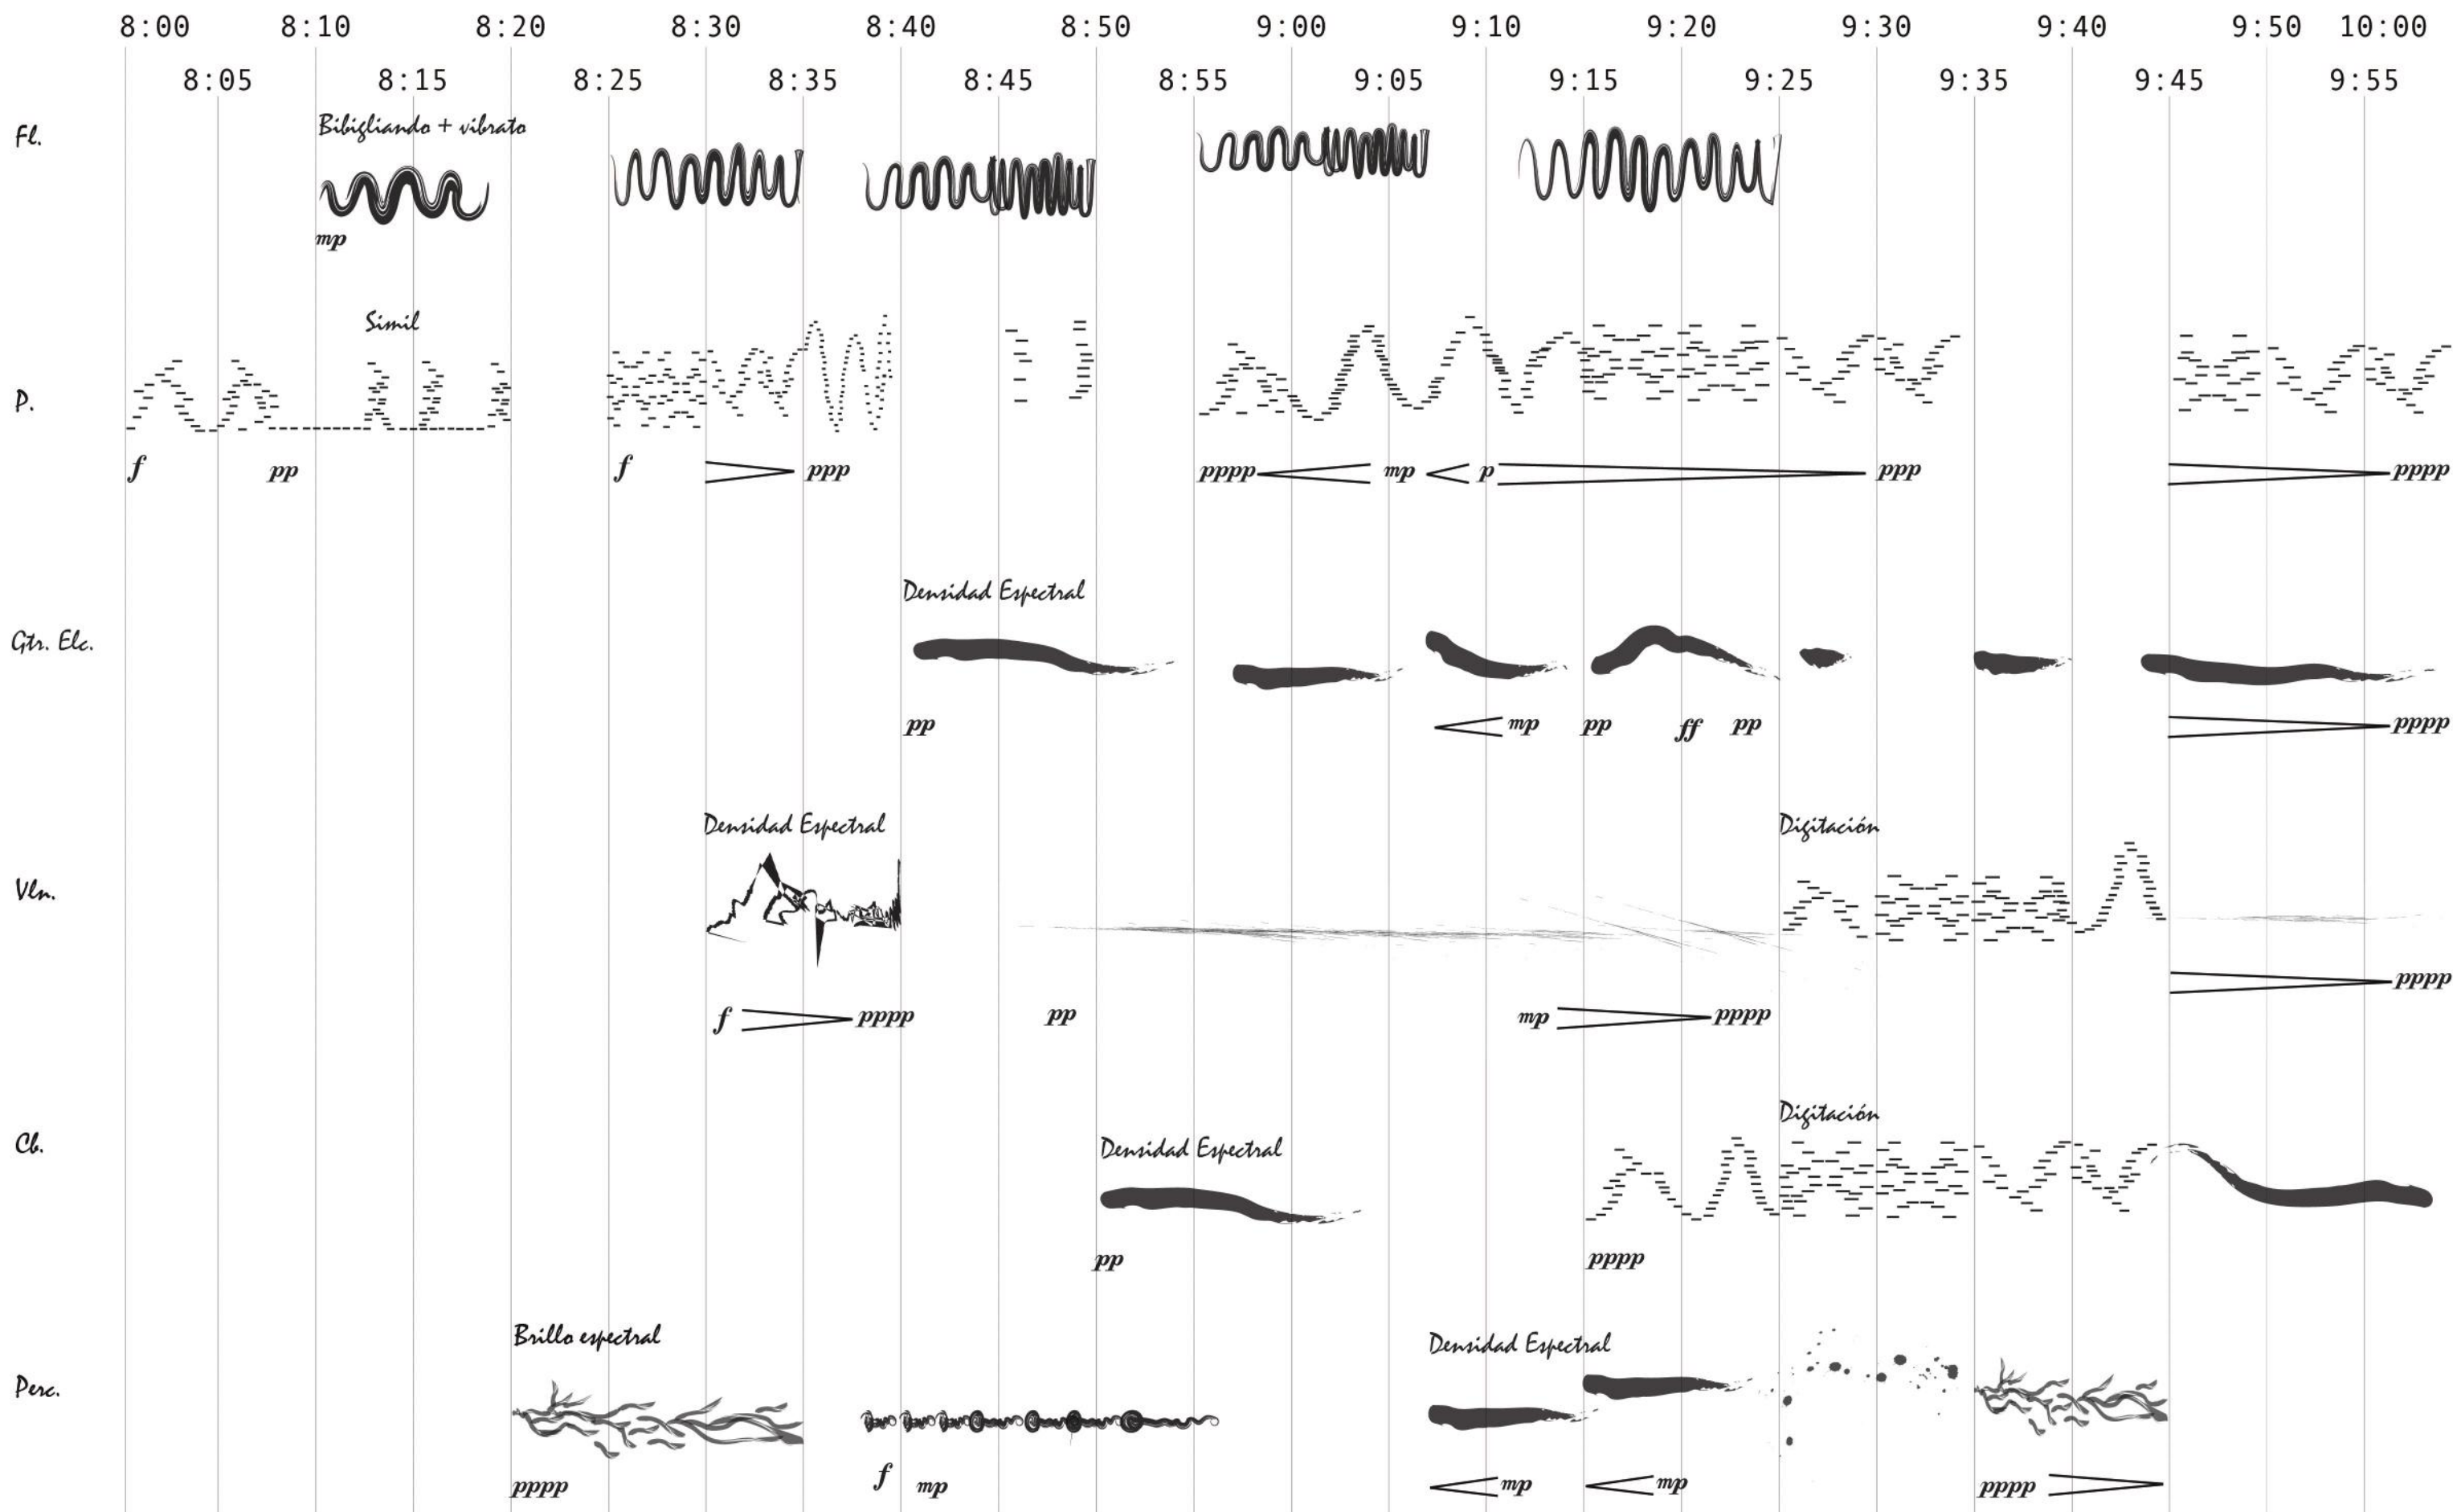 8:00 8:10 8:20 8:30 8:40 8:50 9:00 9:10 9:20 9:30 9:40 9:50 10:00
8:05 8:15 8:25 8:35 8:45 8:55 9:05 9:15 9:25 9:35 9:45 9:55
Fl.
Bibigliando + vibrato
mp
Simil
P.
f pp f ppp pppp mp p ppp pppp
Densidad Espectral
Gtr. Elc.
pp mp pp ff pp pppp
Densidad Espectral Digitación
Vln.
pppp
f pppp pp mp pppp
Digitación
Cb.
Densidad Espectral
pp pppp
Brillo espectral Densidad Espectral
Perc.
pppp f mp mp mp pppp